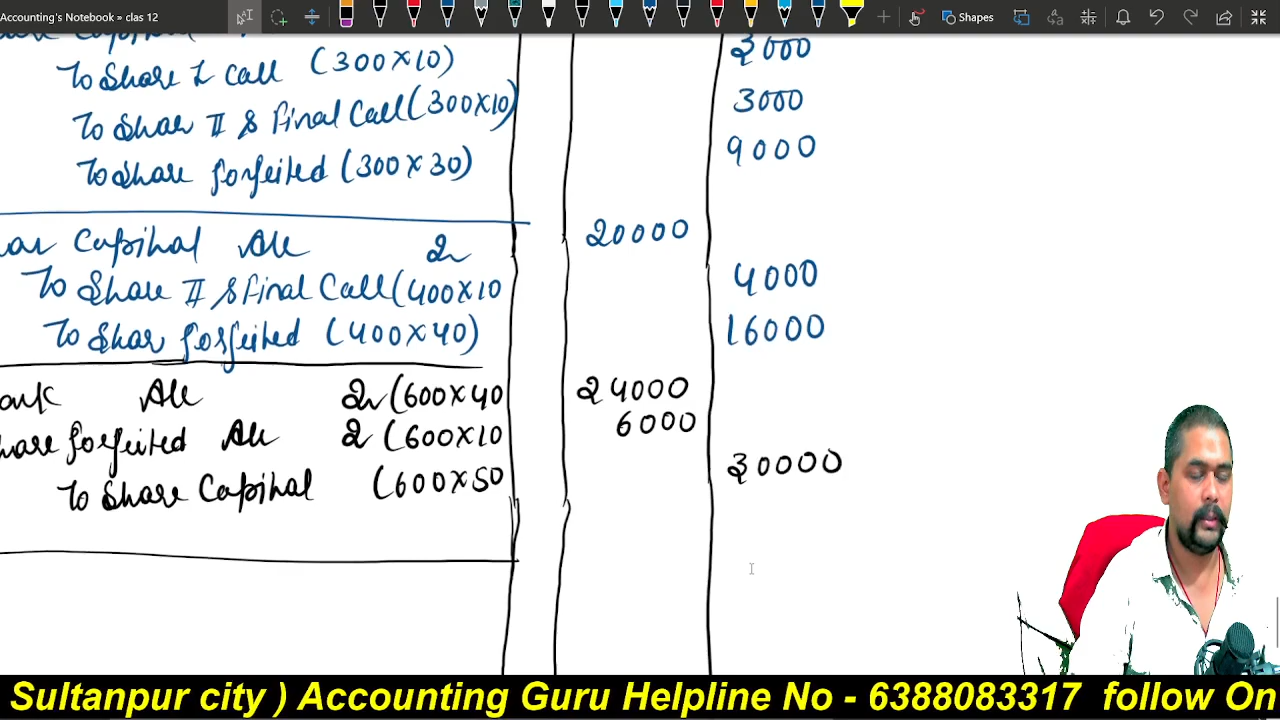 Accounting's Notebook » clas 12
Shapes
3000
To Share I Call (300×10)
3000
To Shar II & final Call (300×10)
9000
To Share forfeited (300×30)
Capital A/c Dr 20000
To Share II & final Call (400×10 4000
To Shar forfeited (400×40) 16000
A/c Dr (600×40 24000
forfeited A/c Dr (600×10 6000
To Share Capital (600×50 30000
Sultanpur city ) Accounting Guru Helpline No - 6388083317 follow On